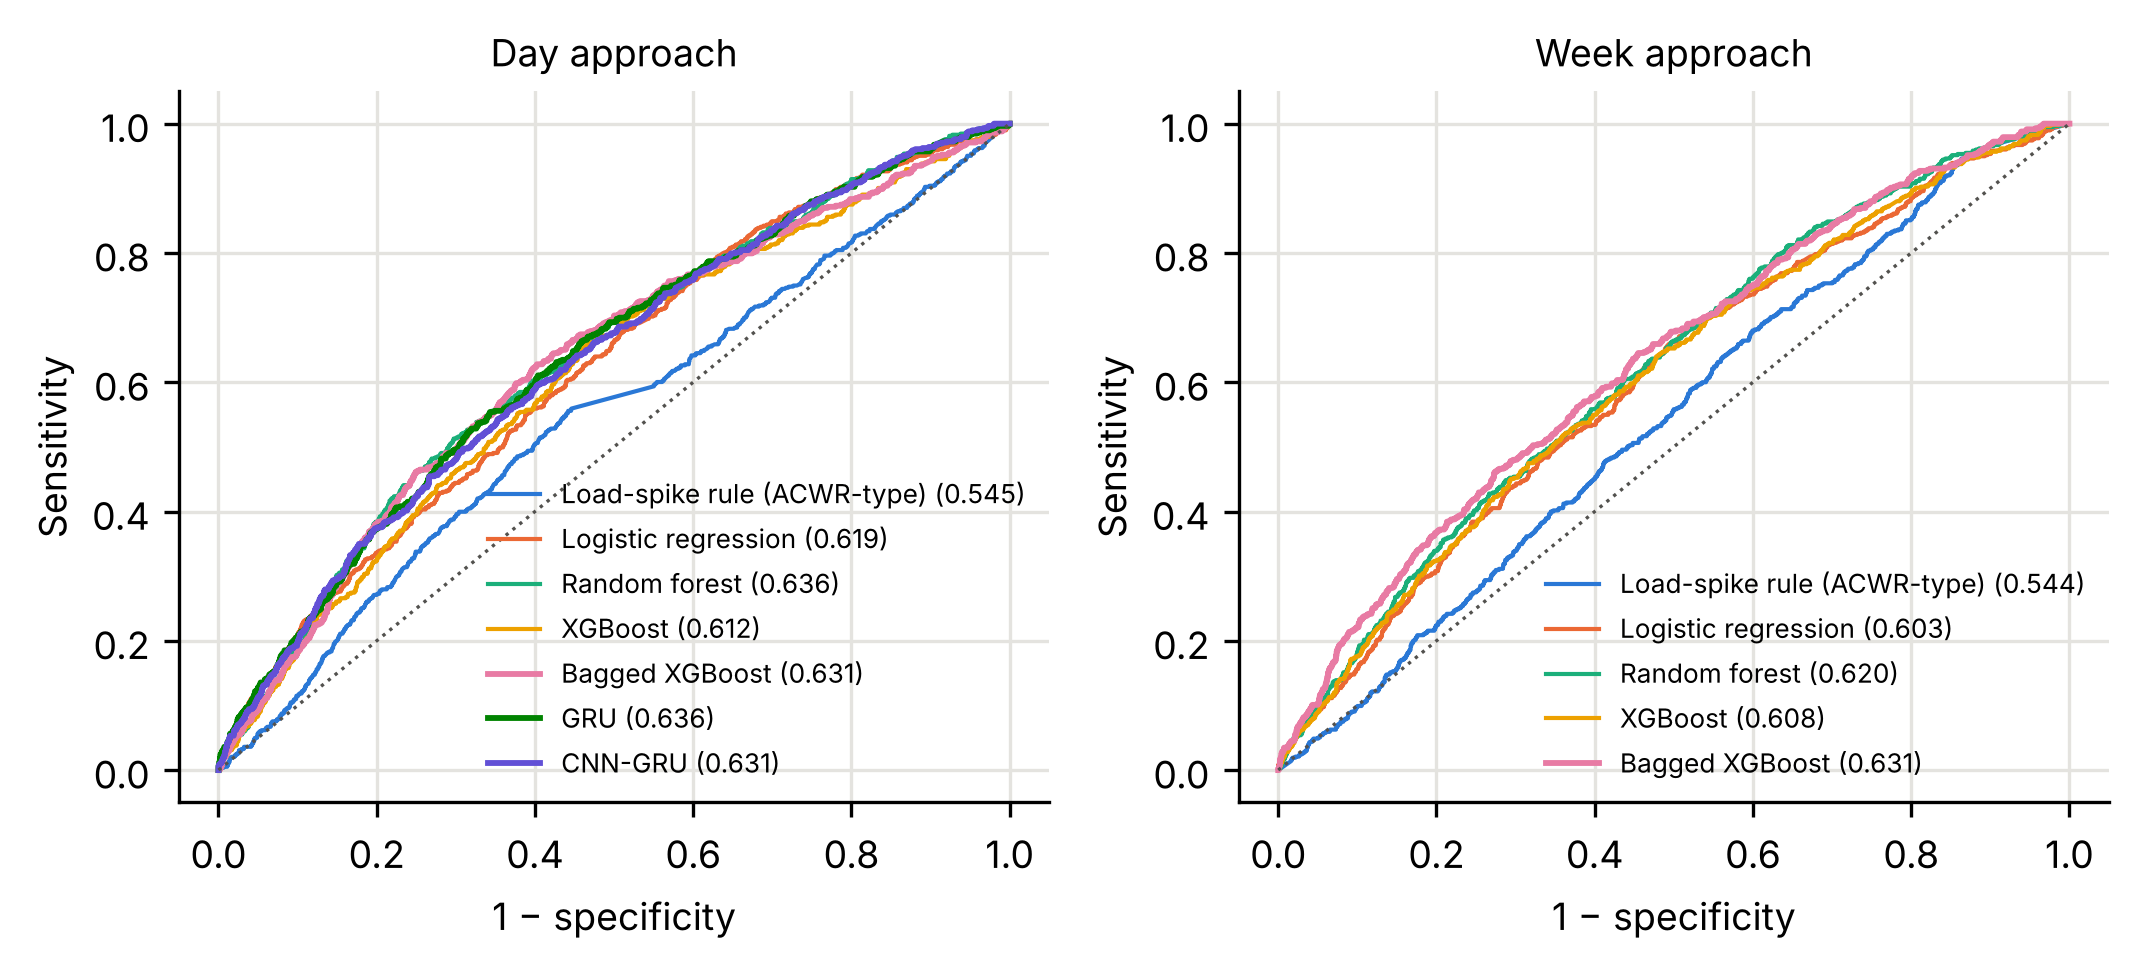 Day approach
Sensitivity
1.0
0.8
0.6
0.4
0.2
0.0
Load-spike rule (ACWR-type) (0.545)
Logistic regression (0.619)
Random forest (0.636)
XGBoost (0.612)
Bagged XGBoost (0.631)
GRU (0.636)
CNN-GRU (0.631)
0.0 0.2 0.4 0.6 0.8 1.0
1 − specificity
Week approach
Sensitivity
1.0
0.8
0.6
0.4
0.2
0.0
Load-spike rule (ACWR-type) (0.544)
Logistic regression (0.603)
Random forest (0.620)
XGBoost (0.608)
Bagged XGBoost (0.631)
0.0 0.2 0.4 0.6 0.8 1.0
1 − specificity